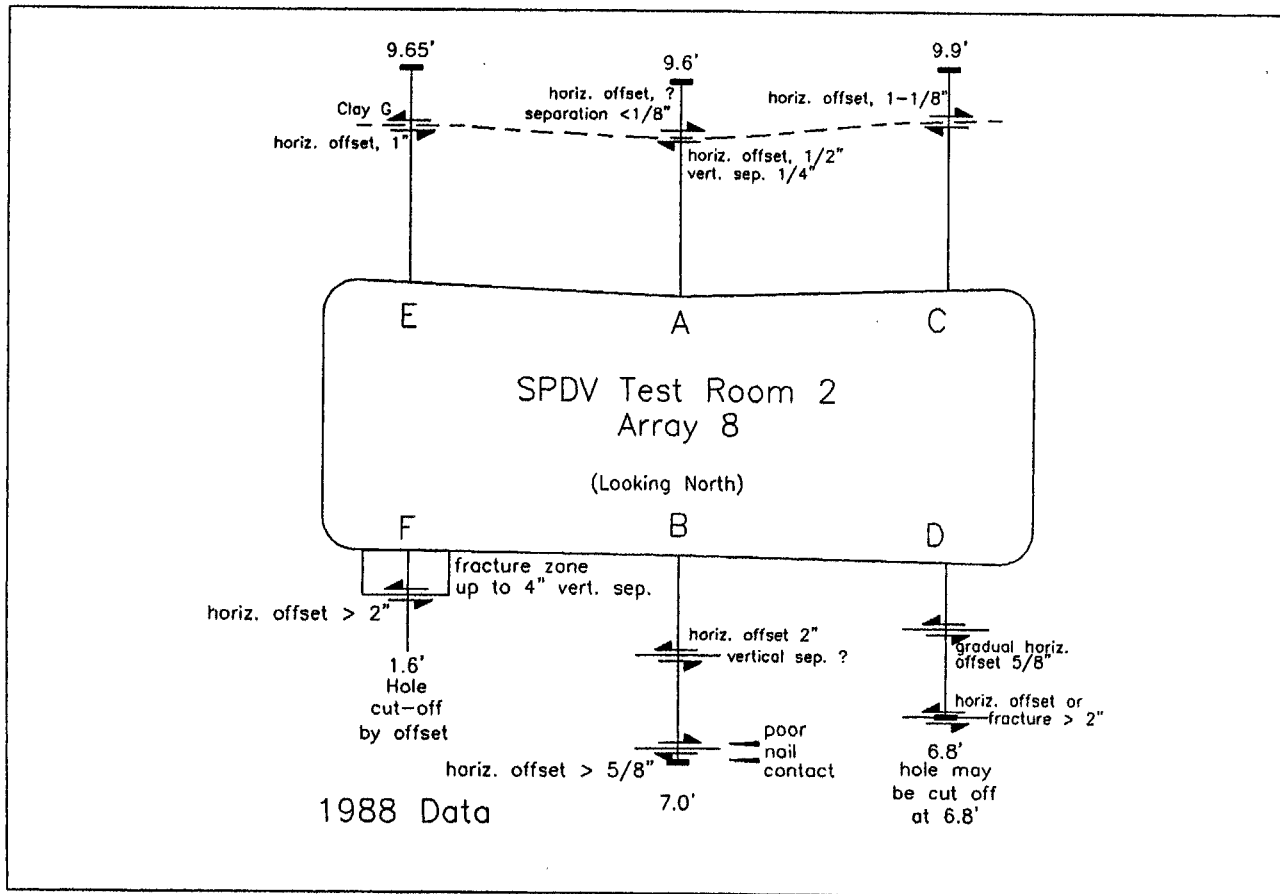 9.65'
9.6'
9.9'
Clay G
horiz. offset, 1"
horiz. offset, ?
separation <1/8"
horiz. offset, 1/2"
vert. sep. 1/4"
horiz. offset, 1-1/8"
E
A
C
SPDV Test Room 2
Array 8
(Looking North)
F
B
D
fracture zone
up to 4" vert. sep.
horiz. offset > 2"
1.6'
Hole
cut-off
by offset
horiz. offset 2"
vertical sep. ?
horiz. offset > 5/8"
poor
nail
contact
7.0'
gradual horiz.
offset 5/8"
horiz. offset or
fracture > 2"
6.8'
hole may
be cut off
at 6.8'
1988 Data